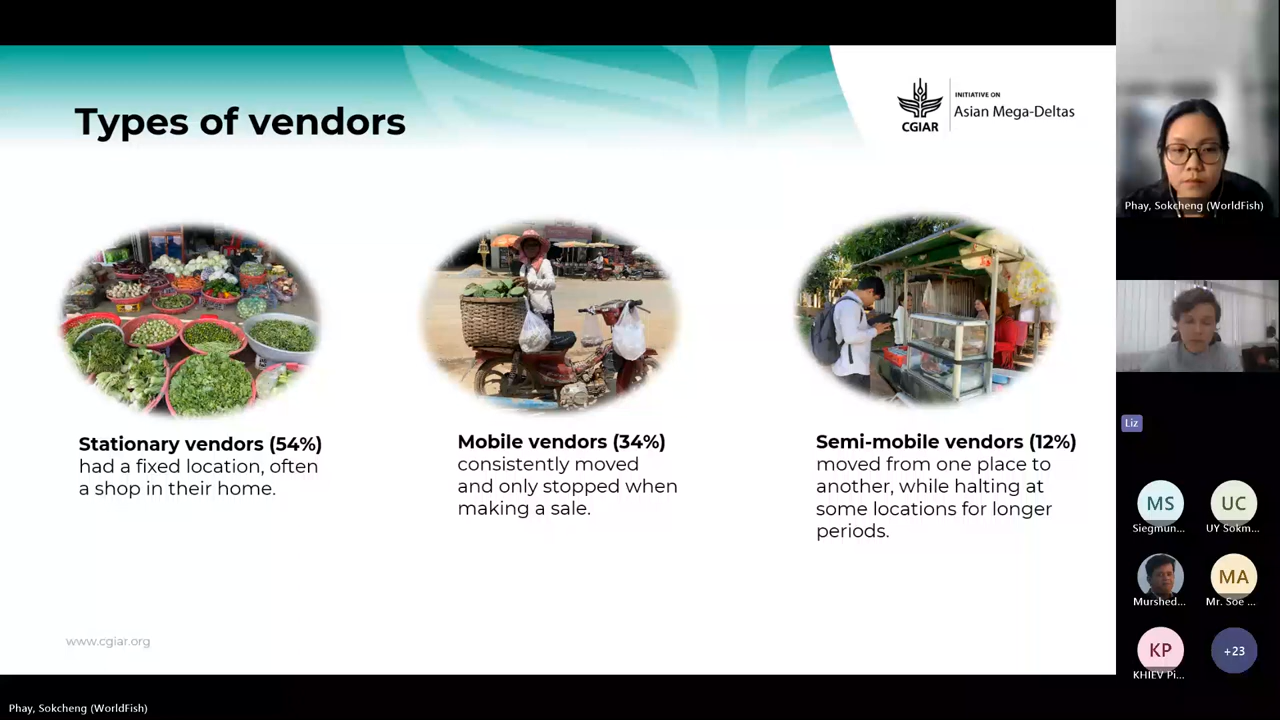 Types of vendors
CGIAR
INITIATIVE ON
Asian Mega-Deltas
Stationary vendors (54%)
had a fixed location, often
a shop in their home.
Mobile vendors (34%)
consistently moved
and only stopped when
making a sale.
Semi-mobile vendors (12%)
moved from one place to
another, while halting at
some locations for longer
periods.
www.cgiar.org
Phay, Sokcheng (WorldFish)
Liz
MS
Siegmun...
UC
UY Sokm...
Murshed...
MA
Mr. Soe ...
KP
KHIEV Pi...
+23
Phay, Sokcheng (WorldFish)